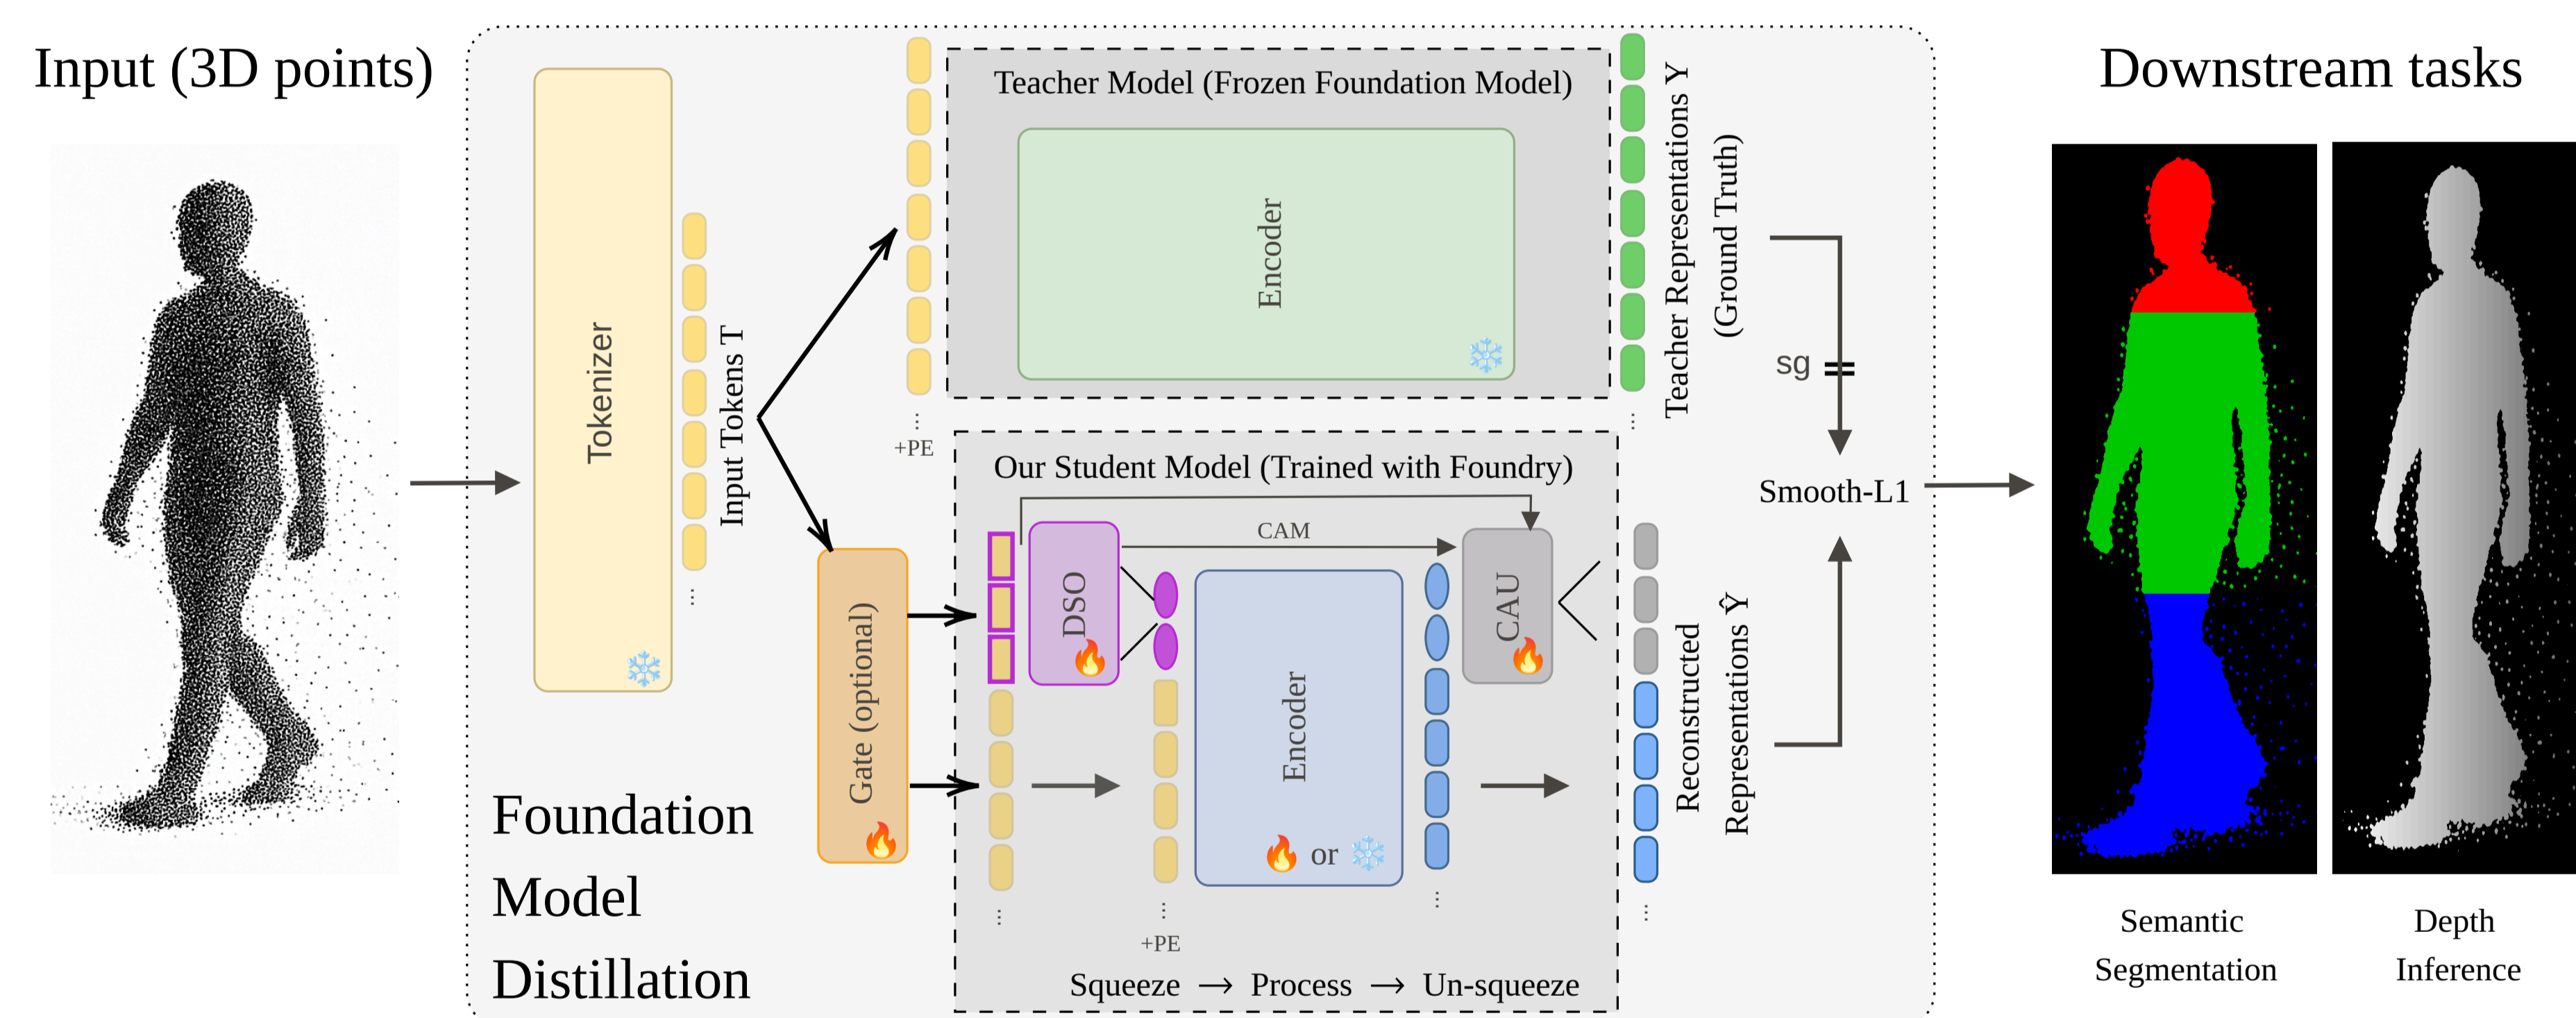 Input (3D points)
Tokenizer
Input Tokens T
...
Foundation
Model
Distillation
...
+PE
Teacher Model (Frozen Foundation Model)
Encoder
Teacher Representations Y
(Ground Truth)
...
sg
Smooth-L1
Gate (optional)
Our Student Model (Trained with Foundry)
CAM
DSO
Encoder
or
CAU
...
...
+PE
...
Squeeze → Process → Un-squeeze
Reconstructed
Representations Ŷ
...
Downstream tasks
Semantic
Segmentation
Depth
Inference